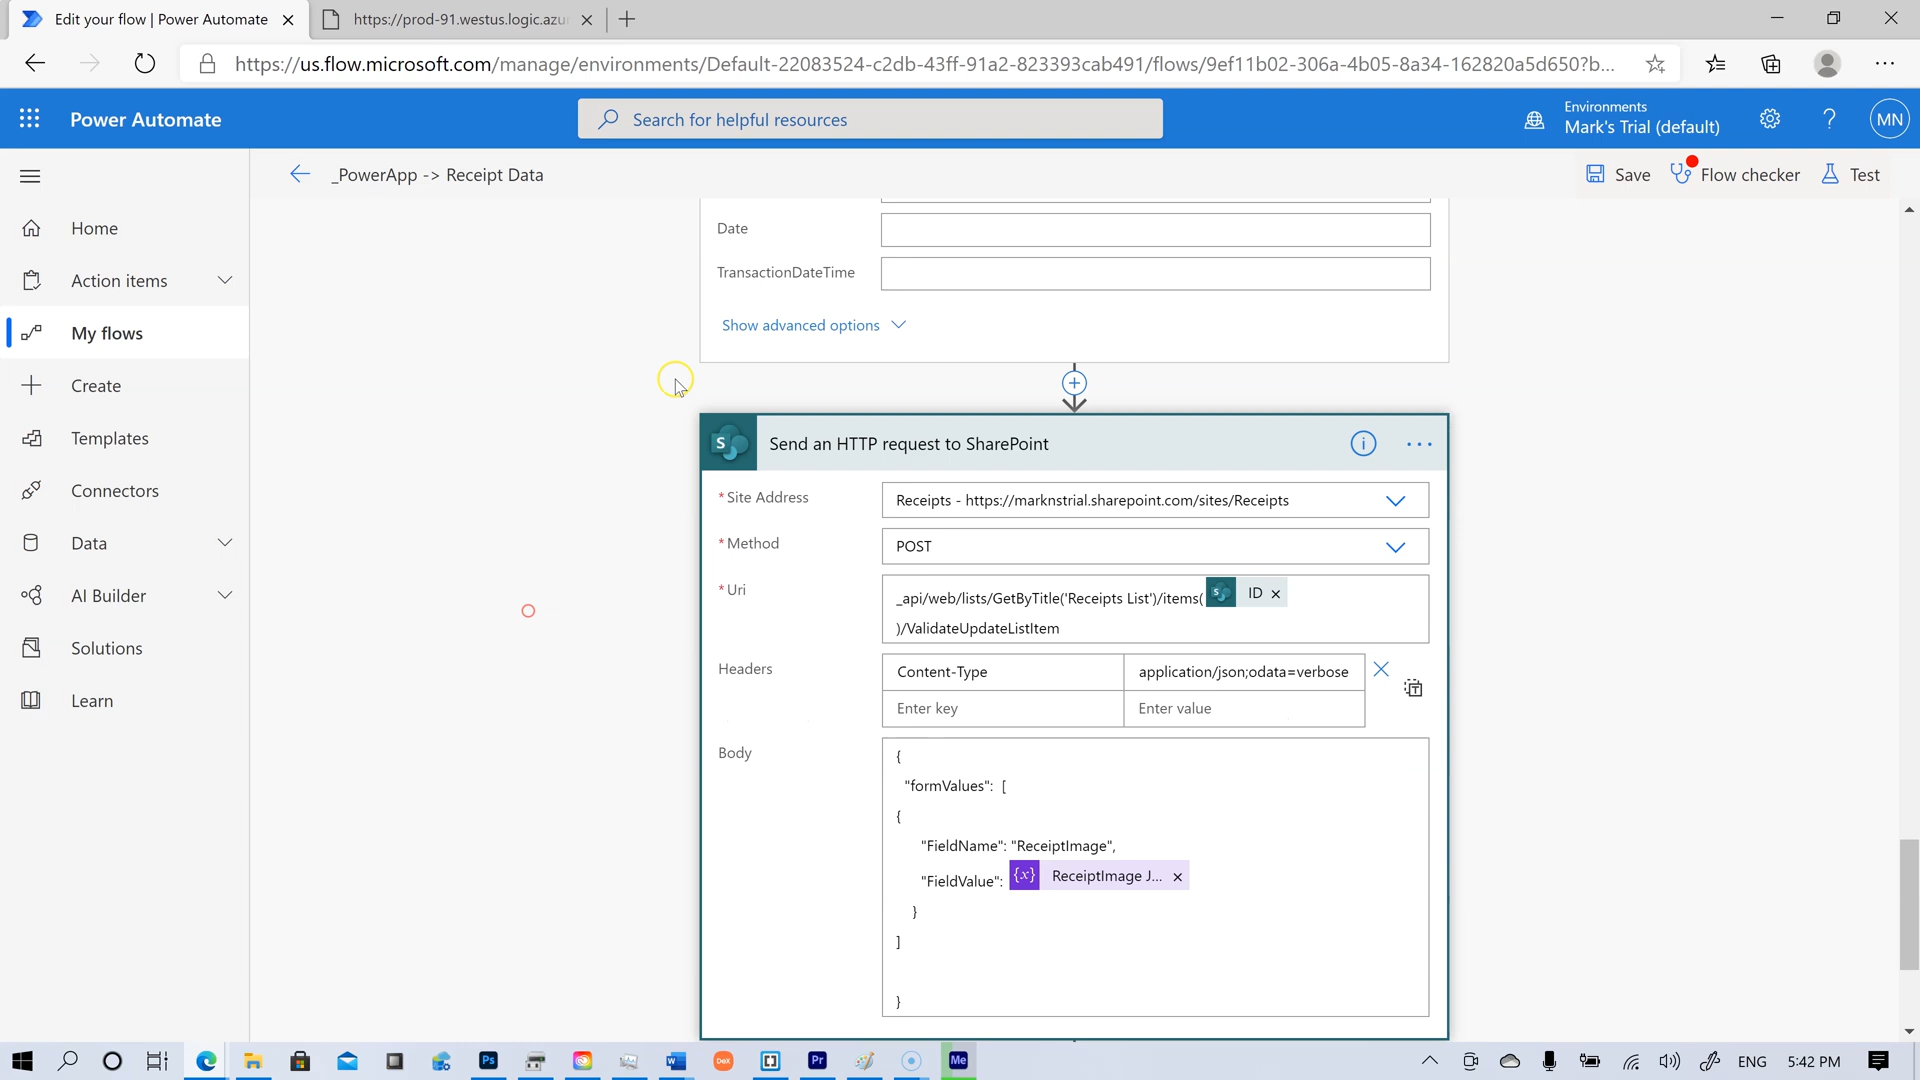 Edit your flow | Power Automate
https://prod-91.westus.logic.azu
https://us.flow.microsoft.com/manage/environments/Default-22083524-c2db-43ff-91a2-823393cab491/flows/9ef11b02-306a-4b05-8a34-162820a5d650?b...
Power Automate
Search for helpful resources
Environments
Mark's Trial (default)
MN
_PowerApp -> Receipt Data
Save
Flow checker
Test
Home
Action items
My flows
Create
Templates
Connectors
Data
AI Builder
Solutions
Learn
Date
TransactionDateTime
Show advanced options
S
Send an HTTP request to SharePoint
* Site Address
Receipts - https://marknstrial.sharepoint.com/sites/Receipts
* Method
POST
* Uri
_api/web/lists/GetByTitle('Receipts List')/items( ID
)/ValidateUpdateListItem
Headers
Content-Type
application/json;odata=verbose
Enter key
Enter value
Body
{
"formValues": [
{
"FieldName": "ReceiptImage",
"FieldValue": {x} ReceiptImage J...
}
]
}
Ps
DeX
Pr
Me
ENG
5:42 PM